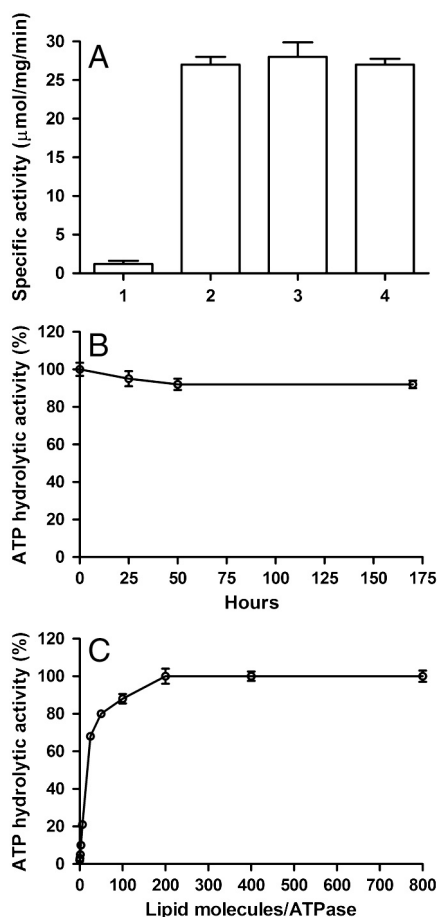 A
Specific activity (μmol/mg/min)
30
25
20
15
10
5
0
1 2 3 4
B
ATP hydrolytic activity (%)
120
100
80
60
40
20
0
0 25 50 75 100 125 150 175
Hours
C
ATP hydrolytic activity (%)
120
100
80
60
40
20
0
0 100 200 300 400 500 600 700 800
Lipid molecules/ATPase